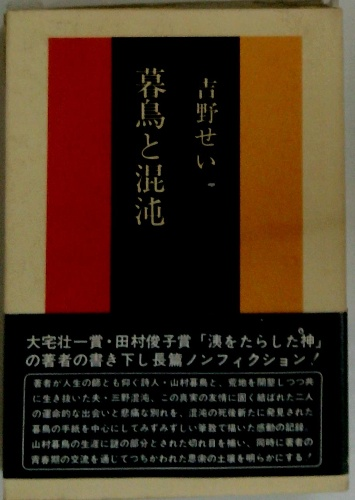 吉野せい
暮鳥と混沌
大宅壮一賞・田村俊子賞「洟をたらした神」
の著者の書き下し長篇ノンフィクション！
著者が人生の師とも仰ぐ詩人・山村暮鳥と、荒地を開墾しつつ共
に生き抜いた夫・三野混沌、この真実の友情に固く結ばれた二人
の運命的な出会いと悲痛な別れを、混沌の死後新たに発見された
暮鳥の手紙を中心にしてみずみずしい筆致で描いた感動の記録。
山村暮鳥の生涯に謎の部分とされた切れ目を補い、同時に著者の
青春期の交流を通じてつちかわれた思索の土壌を明らかにする！